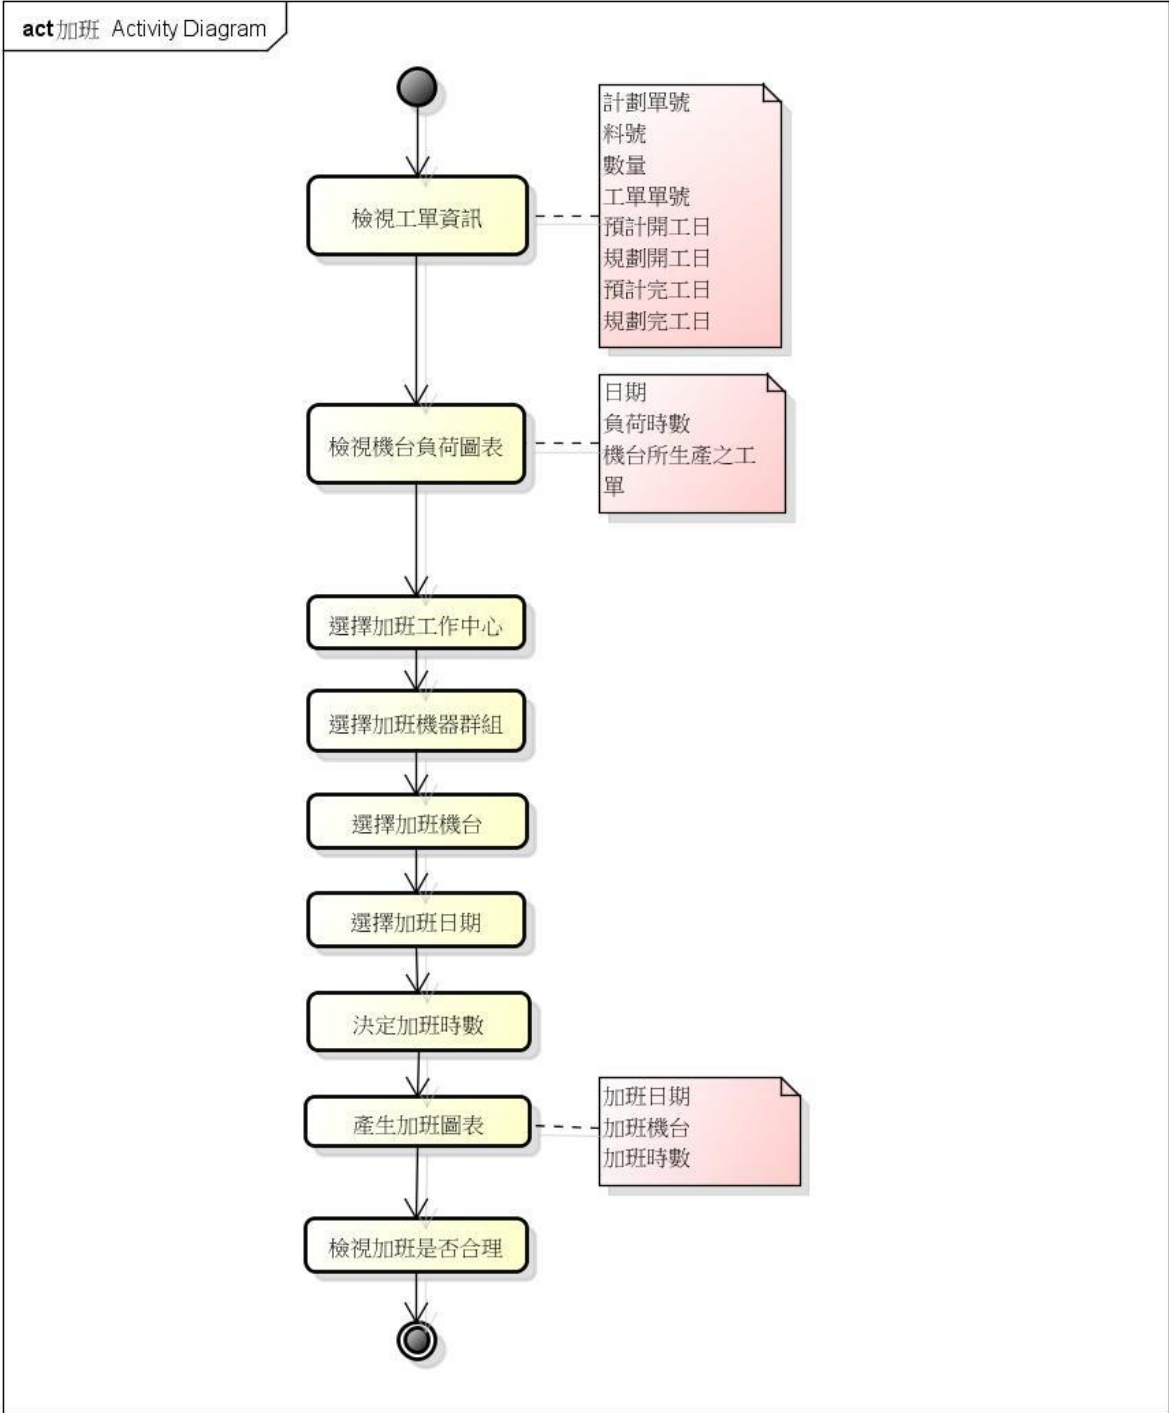 act 加班 Activity Diagram
計劃單號
料號
數量
工單單號
預計開工日
規劃開工日
預計完工日
規劃完工日
檢視工單資訊
日期
負荷時數
機台所生產之工
單
檢視機台負荷圖表
選擇加班工作中心
選擇加班機器群組
選擇加班機台
選擇加班日期
決定加班時數
產生加班圖表
加班日期
加班機台
加班時數
檢視加班是否合理